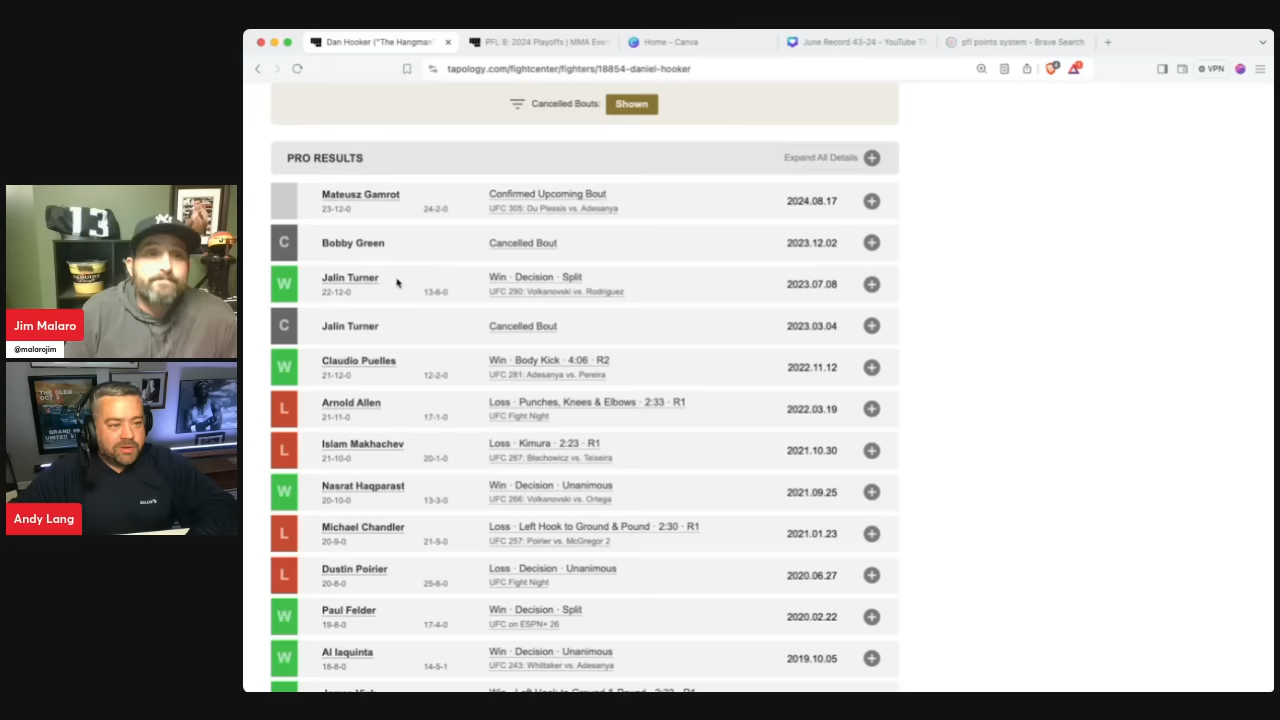 Dan Hooker ("The Hangman"
PFL 8: 2024 Playoffs | MMA Eve
Home - Canva
June Record 43-24 - YouTube T
pfl points system - Brave Search
tapology.com/fightcenter/fighters/18854-daniel-hooker
VPN
Cancelled Bouts: Shown
PRO RESULTS
Expand All Details
Mateusz Gamrot
Confirmed Upcoming Bout
23-12-0
24-2-0
UFC 305: Du Plessis vs. Adesanya
2024.08.17
C
Bobby Green
Cancelled Bout
2023.12.02
W
Jalin Turner
Win · Decision · Split
22-12-0
13-6-0
UFC 290: Volkanovski vs. Rodriguez
2023.07.08
C
Jalin Turner
Cancelled Bout
2023.03.04
W
Claudio Puelles
Win · Body Kick · 4:06 · R2
21-12-0
12-2-0
UFC 281: Adesanya vs. Pereira
2022.11.12
L
Arnold Allen
Loss · Punches, Knees & Elbows · 2:33 · R1
21-11-0
17-1-0
UFC Fight Night
2022.03.19
L
Islam Makhachev
Loss · Kimura · 2:23 · R1
21-10-0
20-1-0
UFC 267: Błachowicz vs. Teixeira
2021.10.30
W
Nasrat Haqparast
Win · Decision · Unanimous
20-10-0
13-3-0
UFC 266: Volkanovski vs. Ortega
2021.09.25
L
Michael Chandler
Loss · Left Hook to Ground & Pound · 2:30 · R1
20-9-0
21-5-0
UFC 257: Poirier vs. McGregor 2
2021.01.23
L
Dustin Poirier
Loss · Decision · Unanimous
20-8-0
25-6-0
UFC Fight Night
2020.06.27
W
Paul Felder
Win · Decision · Split
19-8-0
17-4-0
UFC on ESPN+ 26
2020.02.22
W
Al Iaquinta
Win · Decision · Unanimous
18-8-0
14-5-1
UFC 243: Whittaker vs. Adesanya
2019.10.05
13
GENUINE
Jim Malaro
@malarojim
THE GLEN
GRAND PR
UNITED ST
Andy Lang